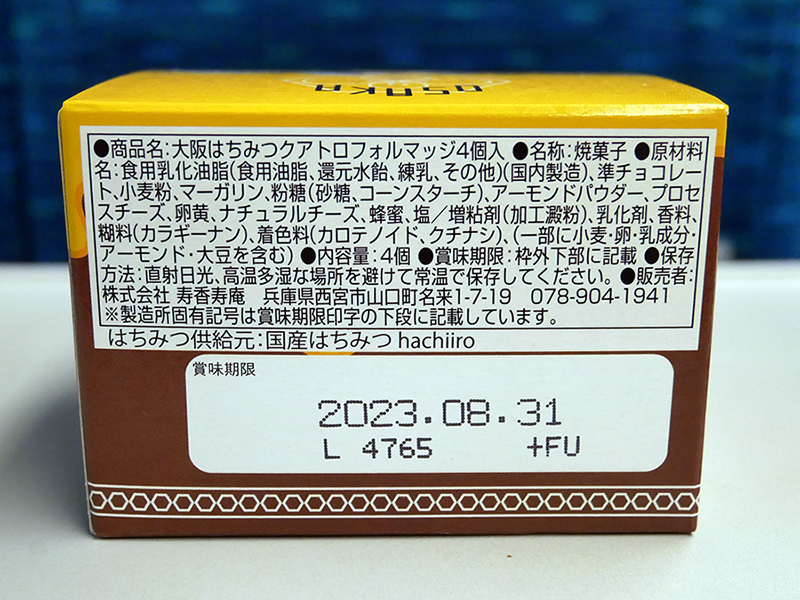 OSAKA
●商品名:大阪はちみつクアトロフォルマッジ4個入 ●名称:焼菓子 ●原材料
名:食用乳化油脂(食用油脂、還元水飴、練乳、その他)(国内製造)、準チョコレー
ト、小麦粉、マーガリン、粉糖(砂糖、コーンスターチ)、アーモンドパウダー、プロセ
スチーズ、卵黄、ナチュラルチーズ、蜂蜜、塩/増粘剤(加工澱粉)、乳化剤、香料、
糊料(カラギーナン)、着色料(カロテノイド、クチナシ)、(一部に小麦・卵・乳成分・
アーモンド・大豆を含む) ●内容量:4個 ●賞味期限:枠外下部に記載 ●保存
方法:直射日光、高温多湿な場所を避けて常温で保存してください。 ●販売者:
株式会社 寿香寿庵 兵庫県西宮市山口町名来1-7-19 078-904-1941
※製造所固有記号は賞味期限印字の下段に記載しています。
はちみつ供給元:国産はちみつ hachiiro
賞味期限
2023.08.31
L 4765 +FU